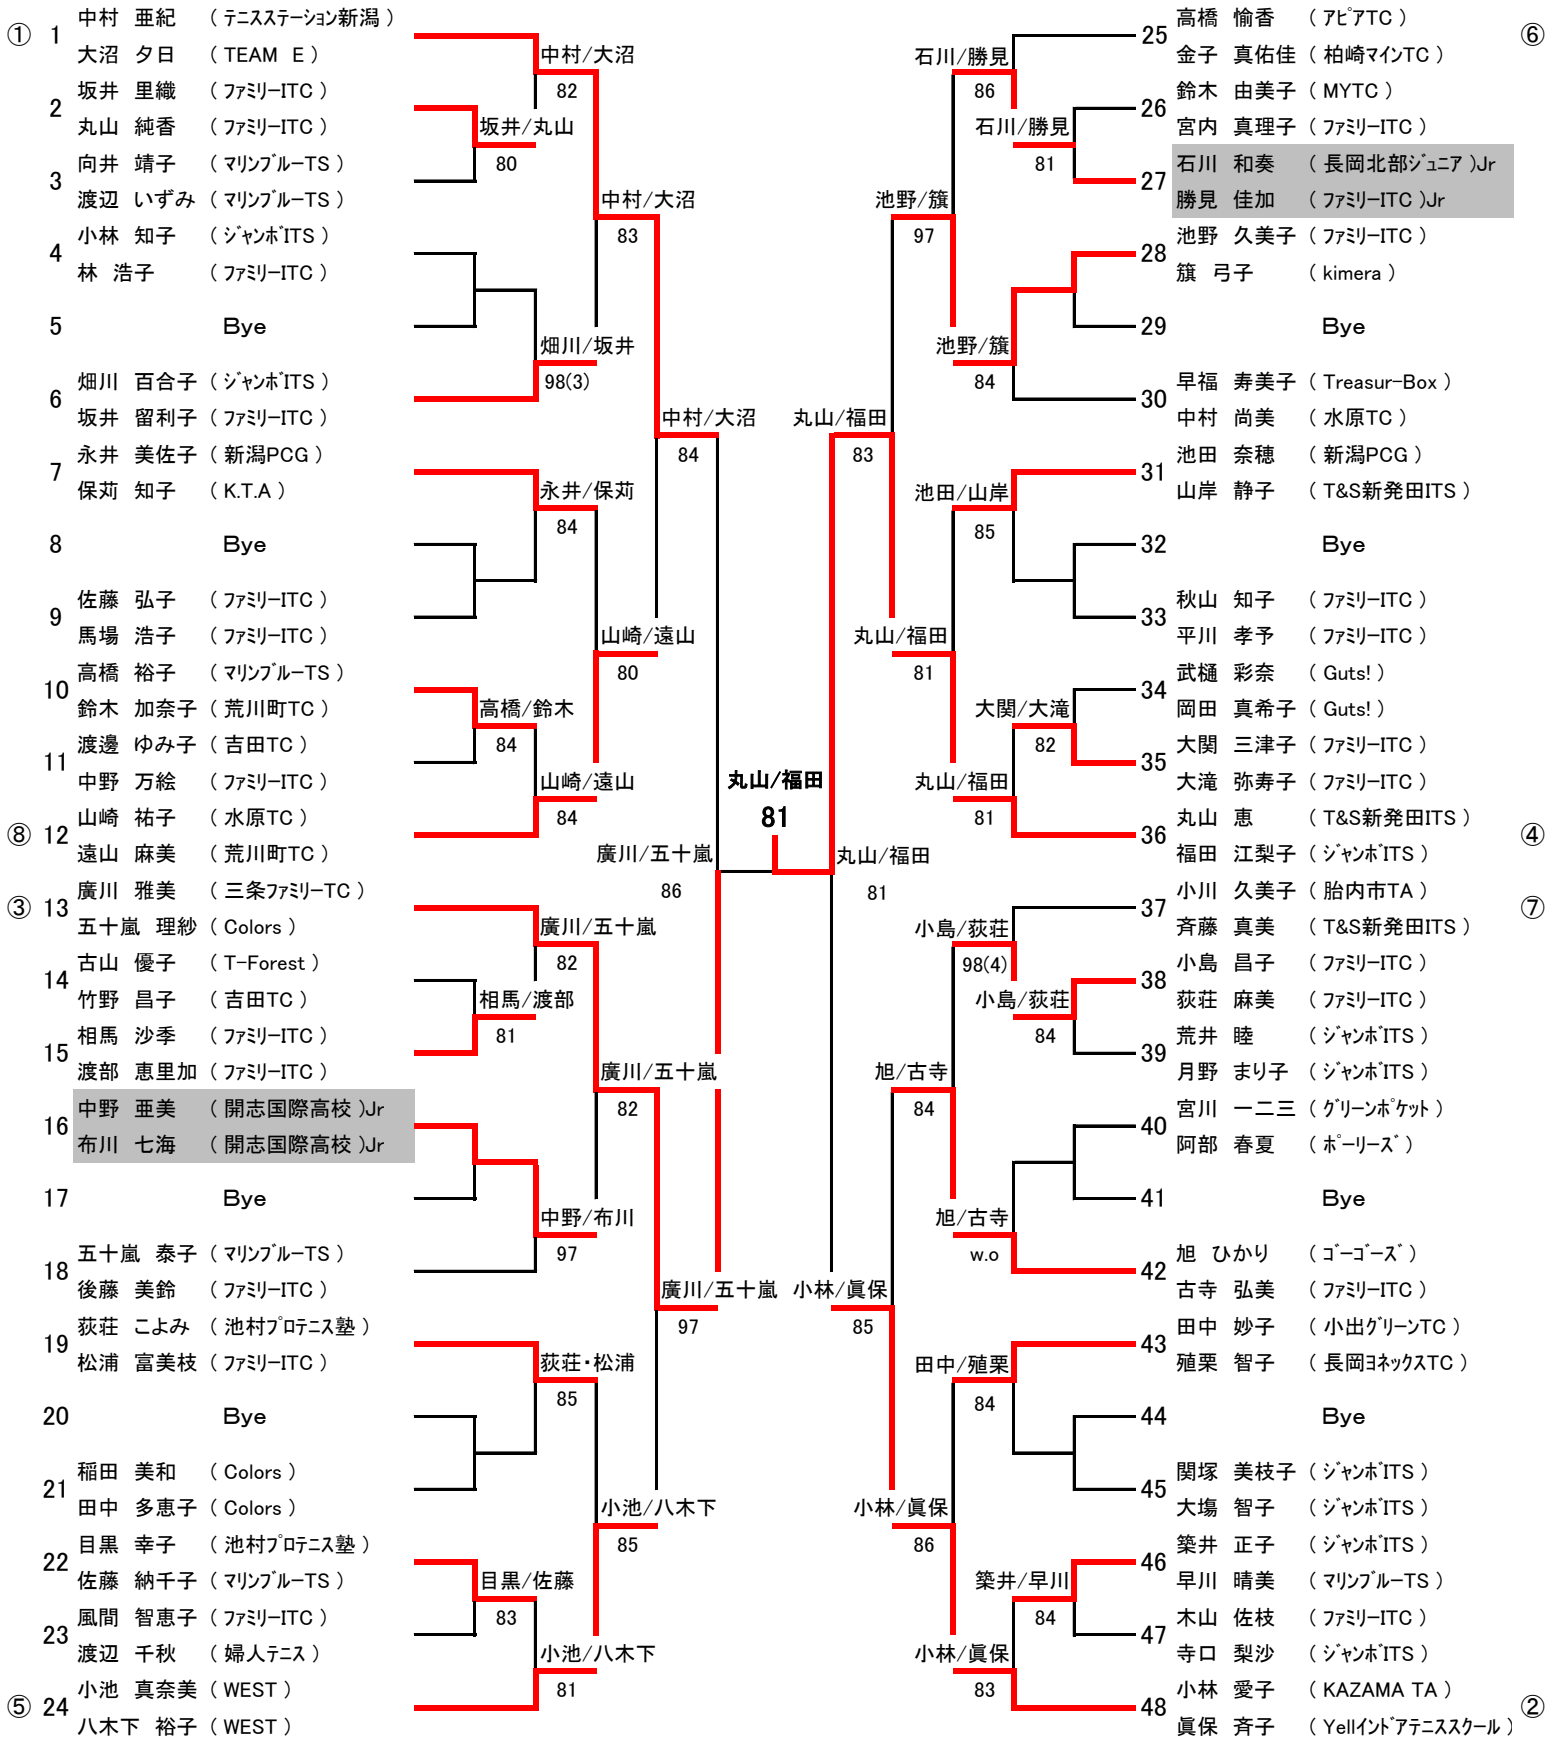 ① 1 中村 亜紀 ( テニスステーション新潟 )
大沼 夕日 ( TEAM E )
2 坂井 里織 ( ファミリーITC )
丸山 純香 ( ファミリーITC )
3 向井 靖子 ( マリンブルーTS )
渡辺 いずみ ( マリンブルーTS )
4 小林 知子 ( ジャンボITS )
林 浩子 ( ファミリーITC )
5 Bye
6 畑川 百合子 ( ジャンボITS )
坂井 留利子 ( ファミリーITC )
7 永井 美佐子 ( 新潟PCG )
保苅 知子 ( K.T.A )
8 Bye
9 佐藤 弘子 ( ファミリーITC )
馬場 浩子 ( ファミリーITC )
10 高橋 裕子 ( マリンブルーTS )
鈴木 加奈子 ( 荒川町TC )
11 渡邊 ゆみ子 ( 吉田TC )
中野 万絵 ( ファミリーITC )
⑧ 12 山崎 祐子 ( 水原TC )
遠山 麻美 ( 荒川町TC )
③ 13 廣川 雅美 ( 三条ファミリーTC )
五十嵐 理紗 ( Colors )
14 古山 優子 ( T-Forest )
竹野 昌子 ( 吉田TC )
15 相馬 沙季 ( ファミリーITC )
渡部 恵里加 ( ファミリーITC )
16 中野 亜美 ( 開志国際高校 )Jr
布川 七海 ( 開志国際高校 )Jr
17 Bye
18 五十嵐 泰子 ( マリンブルーTS )
後藤 美鈴 ( ファミリーITC )
19 荻荘 こよみ ( 池村プロテニス塾 )
松浦 富美枝 ( ファミリーITC )
20 Bye
21 稲田 美和 ( Colors )
田中 多恵子 ( Colors )
22 目黒 幸子 ( 池村プロテニス塾 )
佐藤 納千子 ( マリンブルーTS )
23 風間 智恵子 ( ファミリーITC )
渡辺 千秋 ( 婦人テニス )
⑤ 24 小池 真奈美 ( WEST )
八木下 裕子 ( WEST )
坂井/丸山
80
高橋/鈴木
84
相馬/渡部
81
目黒/佐藤
83
中村/大沼
82
畑川/坂井
98(3)
永井/保苅
84
山崎/遠山
84
廣川/五十嵐
82
中野/布川
97
荻荘・松浦
85
小池/八木下
81
中村/大沼
83
山崎/遠山
80
廣川/五十嵐
82
小池/八木下
85
中村/大沼
84
廣川/五十嵐
97
廣川/五十嵐
86
丸山/福田
81
丸山/福田
81
丸山/福田
83
小林/眞保
85
池野/籏
97
丸山/福田
81
旭/古寺
84
小林/眞保
86
石川/勝見
86
池野/籏
84
池田/山岸
85
丸山/福田
81
小島/荻荘
98(4)
旭/古寺
w.o
田中/殖栗
84
小林/眞保
83
石川/勝見
81
大関/大滝
82
小島/荻荘
84
築井/早川
84
25 高橋 愉香 ( アピアTC ) ⑥
金子 真佑佳 ( 柏崎マインTC )
26 鈴木 由美子 ( MYTC )
宮内 真理子 ( ファミリーITC )
27 石川 和奏 ( 長岡北部ジュニア )Jr
勝見 佳加 ( ファミリーITC )Jr
28 池野 久美子 ( ファミリーITC )
籏 弓子 ( kimera )
29 Bye
30 早福 寿美子 ( Treasur-Box )
中村 尚美 ( 水原TC )
31 池田 奈穂 ( 新潟PCG )
山岸 静子 ( T&S新発田ITS )
32 Bye
33 秋山 知子 ( ファミリーITC )
平川 孝予 ( ファミリーITC )
34 武樋 彩奈 ( Guts! )
岡田 真希子 ( Guts! )
35 大関 三津子 ( ファミリーITC )
大滝 弥寿子 ( ファミリーITC )
36 丸山 恵 ( T&S新発田ITS ) ④
福田 江梨子 ( ジャンボITS )
37 小川 久美子 ( 胎内市TA ) ⑦
斉藤 真美 ( T&S新発田ITS )
38 小島 昌子 ( ファミリーITC )
荻荘 麻美 ( ファミリーITC )
39 荒井 睦 ( ジャンボITS )
月野 まり子 ( ジャンボITS )
40 宮川 一二三 ( グリーンポケット )
阿部 春夏 ( ポーリーズ )
41 Bye
42 旭 ひかり ( ゴーゴーズ )
古寺 弘美 ( ファミリーITC )
43 田中 妙子 ( 小出グリーンTC )
殖栗 智子 ( 長岡ヨネックスTC )
44 Bye
45 関塚 美枝子 ( ジャンボITS )
大塲 智子 ( ジャンボITS )
46 築井 正子 ( ジャンボITS )
早川 晴美 ( マリンブルーTS )
47 木山 佐枝 ( ファミリーITC )
寺口 梨沙 ( ジャンボITS )
48 小林 愛子 ( KAZAMA TA ) ②
眞保 斉子 ( Yellインドアテニススクール )